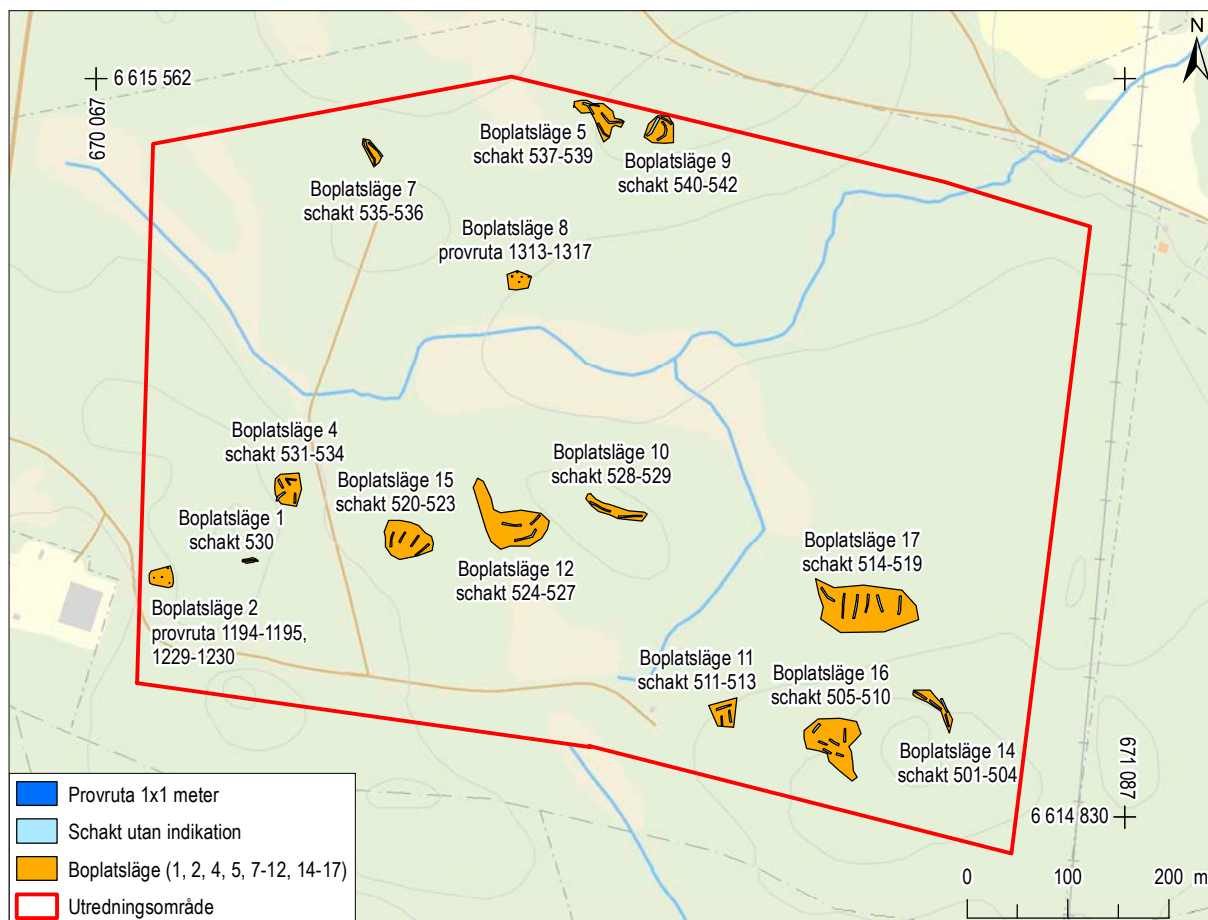 N
6 615 562
670 067
Boplatsläge 5
schakt 537-539
Boplatsläge 9
schakt 540-542
Boplatsläge 7
schakt 535-536
Boplatsläge 8
provruta 1313-1317
Boplatsläge 4
schakt 531-534
Boplatsläge 15
schakt 520-523
Boplatsläge 10
schakt 528-529
Boplatsläge 1
schakt 530
Boplatsläge 12
schakt 524-527
Boplatsläge 17
schakt 514-519
Boplatsläge 2
provruta 1194-1195,
1229-1230
Boplatsläge 11
schakt 511-513
Boplatsläge 16
schakt 505-510
Boplatsläge 14
schakt 501-504
671 087
6 614 830
Provruta 1x1 meter
Schakt utan indikation
Boplatsläge (1, 2, 4, 5, 7-12, 14-17)
Utredningsområde
0 100 200 m